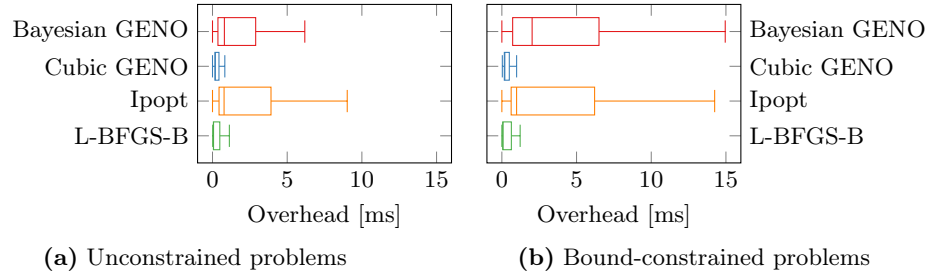 Bayesian GENO
Cubic GENO
Ipopt
L-BFGS-B
0 5 10 15
Overhead [ms]
(a) Unconstrained problems
Bayesian GENO
Cubic GENO
Ipopt
L-BFGS-B
0 5 10 15
Overhead [ms]
(b) Bound-constrained problems